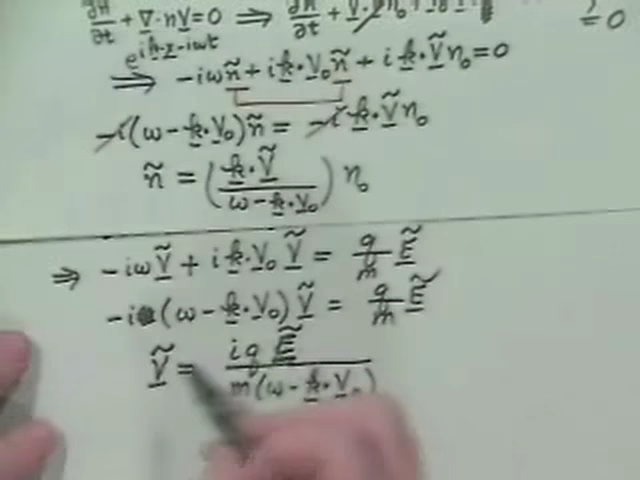 ∂n/∂t + ∇·nV = 0 ⇒ ∂ñ/∂t +
= 0
e^{ik·x-iωt}
⇒ -iωñ + ik·V₀ñ + ik·Ṽn₀ = 0
-i(ω - k·V₀)ñ = -ik·Ṽn₀
ñ = (k·Ṽ / ω - k·V₀) n₀
⇒ -iωṼ + ik·V₀Ṽ = q/m Ẽ
-i(ω - k·V₀)Ṽ = q/m Ẽ
Ṽ = iqẼ / m(ω - k·V₀)